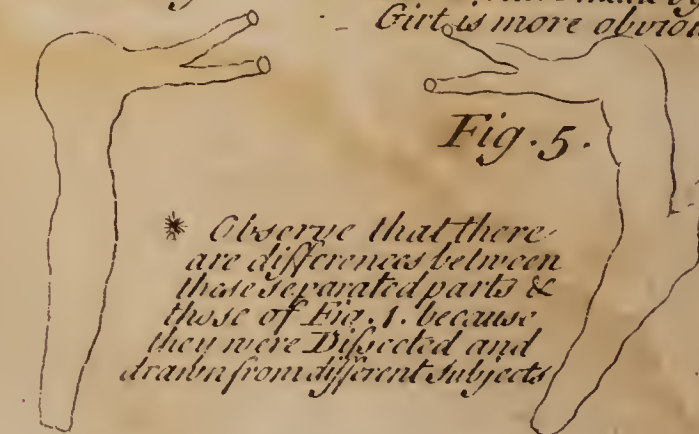 Girt is more obvious
Fig. 5.
* Observe that there
are differences between
these separated parts &
those of Fig. 1. because
they were Dissected and
drawn from different Subjects